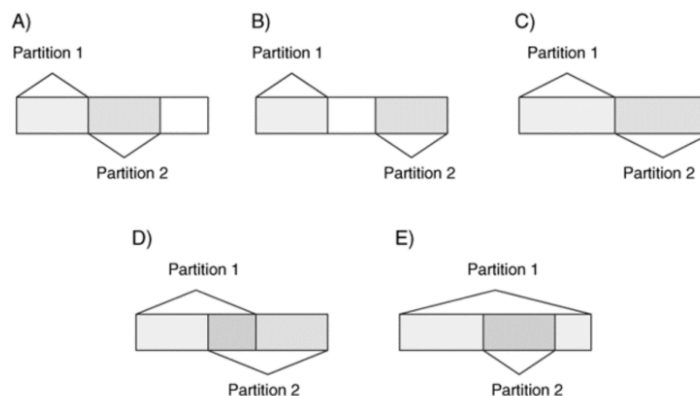 A)
B)
C)
Partition 1
Partition 1
Partition 1
Partition 2
Partition 2
Partition 2
D)
E)
Partition 1
Partition 1
Partition 2
Partition 2